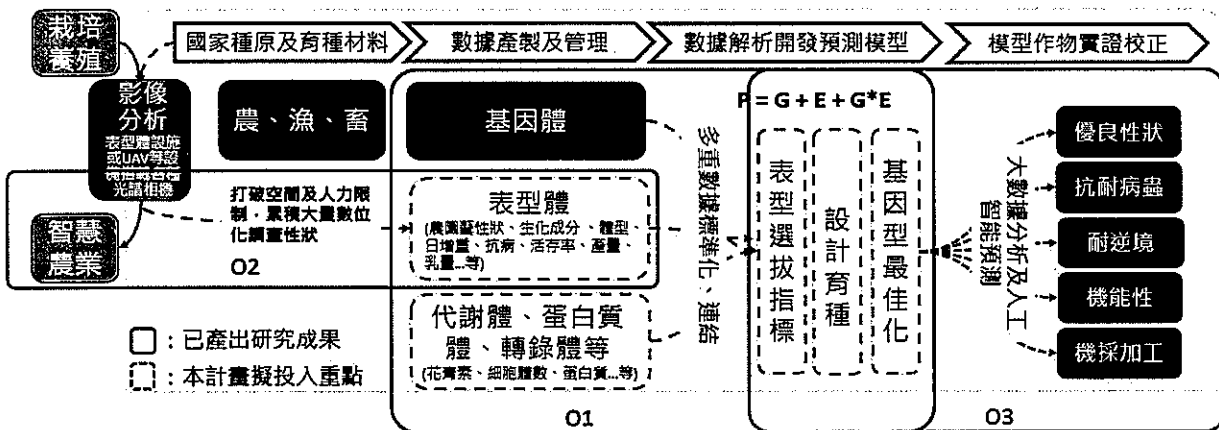 栽培
養殖
國家種原及育種材料
數據產製及管理
數據解析開發預測模型
模型作物實證校正
影像
分析
表型體設施
或UAV等設
光譜相機
農、漁、畜
基因體
P = G + E + G*E
打破空間及人力限
制，累積大量數位
化調查性狀
智慧
農業
O2
表型體
(農園藝性狀、生化成分、體型、
日增重、抗病、活存率、產量、
乳量...等)
代謝體、蛋白質
體、轉錄體等
(花青素、細胞體數、蛋白質...等)
多重數據標準化、連結
表型選拔指標
設計育種
基因型最佳化
大數據分析及人工
智能預測
優良性狀
抗耐病蟲
耐逆境
機能性
機採加工
：已產出研究成果
：本計畫擬投入重點
O1
O3